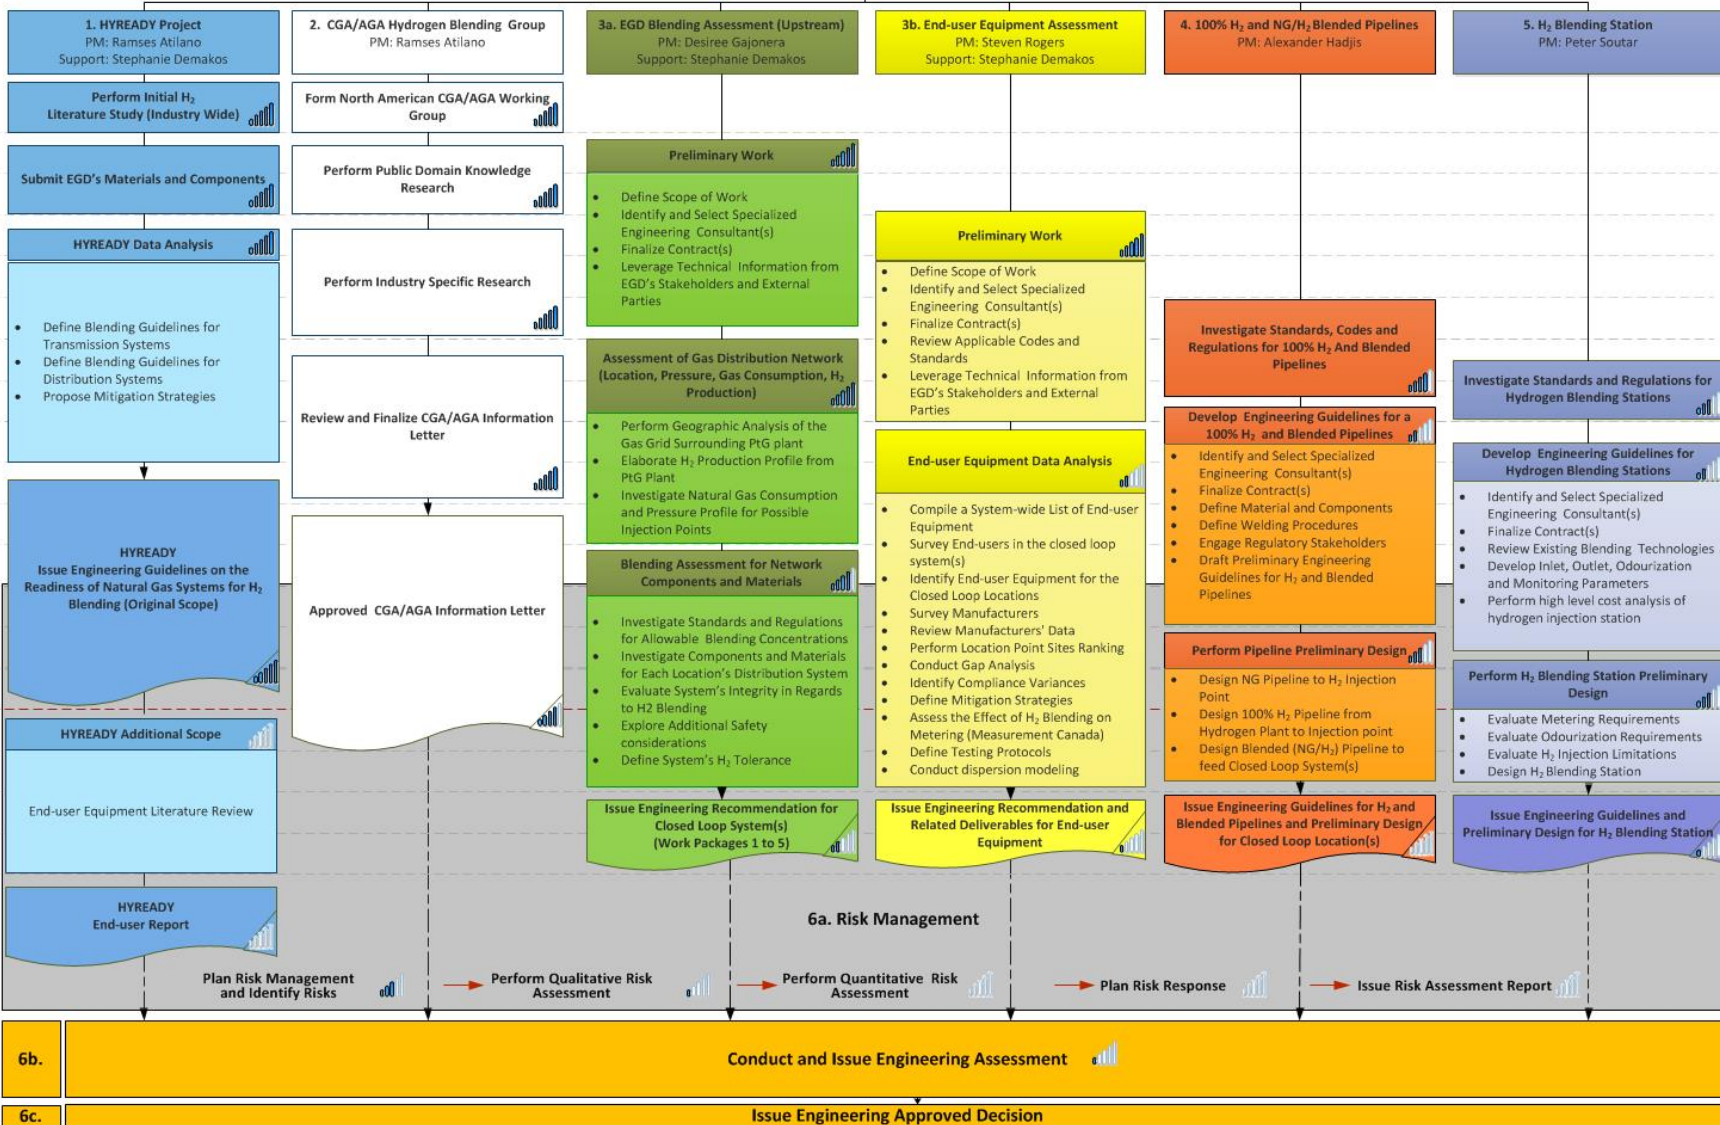 1. HYREADY Project
PM: Ramses Atilano
Support: Stephanie Demakos
Perform Initial H₂
Literature Study (Industry Wide)
Submit EGD's Materials and Components
HYREADY Data Analysis
• Define Blending Guidelines for
Transmission Systems
• Define Blending Guidelines for
Distribution Systems
• Propose Mitigation Strategies
HYREADY
Issue Engineering Guidelines on the
Readiness of Natural Gas Systems for H₂
Blending (Original Scope)
HYREADY Additional Scope
End-user Equipment Literature Review
HYREADY
End-user Report
2. CGA/AGA Hydrogen Blending Group
PM: Ramses Atilano
Form North American CGA/AGA Working
Group
Perform Public Domain Knowledge
Research
Perform Industry Specific Research
Review and Finalize CGA/AGA Information
Letter
Approved CGA/AGA Information Letter
3a. EGD Blending Assessment (Upstream)
PM: Desiree Gajonera
Support: Stephanie Demakos
Preliminary Work
• Define Scope of Work
• Identify and Select Specialized
Engineering Consultant(s)
• Finalize Contract(s)
• Leverage Technical Information from
EGD's Stakeholders and External
Parties
Assessment of Gas Distribution Network
(Location, Pressure, Gas Consumption, H₂
Production)
• Perform Geographic Analysis of the
Gas Grid Surrounding PtG plant
• Elaborate H₂ Production Profile from
PtG Plant
• Investigate Natural Gas Consumption
and Pressure Profile for Possible
Injection Points
Blending Assessment for Network
Components and Materials
• Investigate Standards and Regulations
for Allowable Blending Concentrations
• Investigate Components and Materials
for Each Location's Distribution System
• Evaluate System's Integrity in Regards
to H2 Blending
• Explore Additional Safety
considerations
• Define System's H₂ Tolerance
Issue Engineering Recommendation for
Closed Loop System(s)
(Work Packages 1 to 5)
3b. End-user Equipment Assessment
PM: Steven Rogers
Support: Stephanie Demakos
Preliminary Work
• Define Scope of Work
• Identify and Select Specialized
Engineering Consultant(s)
• Finalize Contract(s)
• Review Applicable Codes and
Standards
• Leverage Technical Information from
EGD's Stakeholders and External
Parties
End-user Equipment Data Analysis
• Compile a System-wide List of End-user
Equipment
• Survey End-users in the closed loop
system(s)
• Identify End-user Equipment for the
Closed Loop Locations
• Survey Manufacturers
• Review Manufacturers' Data
• Perform Location Point Sites Ranking
• Conduct Gap Analysis
• Identify Compliance Variances
• Define Mitigation Strategies
• Assess the Effect of H₂ Blending on
Metering (Measurement Canada)
• Define Testing Protocols
• Conduct dispersion modeling
Issue Engineering Recommendation and
Related Deliverables for End-user
Equipment
4. 100% H₂ and NG/H₂ Blended Pipelines
PM: Alexander Hadjis
Investigate Standards, Codes and
Regulations for 100% H₂ And Blended
Pipelines
Develop Engineering Guidelines for a
100% H₂ and Blended Pipelines
• Identify and Select Specialized
Engineering Consultant(s)
• Finalize Contract(s)
• Define Material and Components
• Define Welding Procedures
• Engage Regulatory Stakeholders
• Draft Preliminary Engineering
Guidelines for H₂ and Blended
Pipelines
Perform Pipeline Preliminary Design
• Design NG Pipeline to H₂ Injection
Point
• Design 100% H₂ Pipeline from
Hydrogen Plant to Injection point
• Design Blended (NG/H₂) Pipeline to
feed Closed Loop System(s)
Issue Engineering Guidelines for H₂ and
Blended Pipelines and Preliminary Design
for Closed Loop Location(s)
5. H₂ Blending Station
PM: Peter Soutar
Investigate Standards and Regulations for
Hydrogen Blending Stations
Develop Engineering Guidelines for
Hydrogen Blending Stations
• Identify and Select Specialized
Engineering Consultant(s)
• Finalize Contract(s)
• Review Existing Blending Technologies
• Develop Inlet, Outlet, Odourization
and Monitoring Parameters
• Perform high level cost analysis of
hydrogen injection station
Perform H₂ Blending Station Preliminary
Design
• Evaluate Metering Requirements
• Evaluate Odourization Requirements
• Evaluate H₂ Injection Limitations
• Design H₂ Blending Station
Issue Engineering Guidelines and
Preliminary Design for H₂ Blending Station
6a. Risk Management
Plan Risk Management
and Identify Risks
Perform Qualitative Risk
Assessment
Perform Quantitative Risk
Assessment
Plan Risk Response
Issue Risk Assessment Report
6b.
Conduct and Issue Engineering Assessment
6c.
Issue Engineering Approved Decision